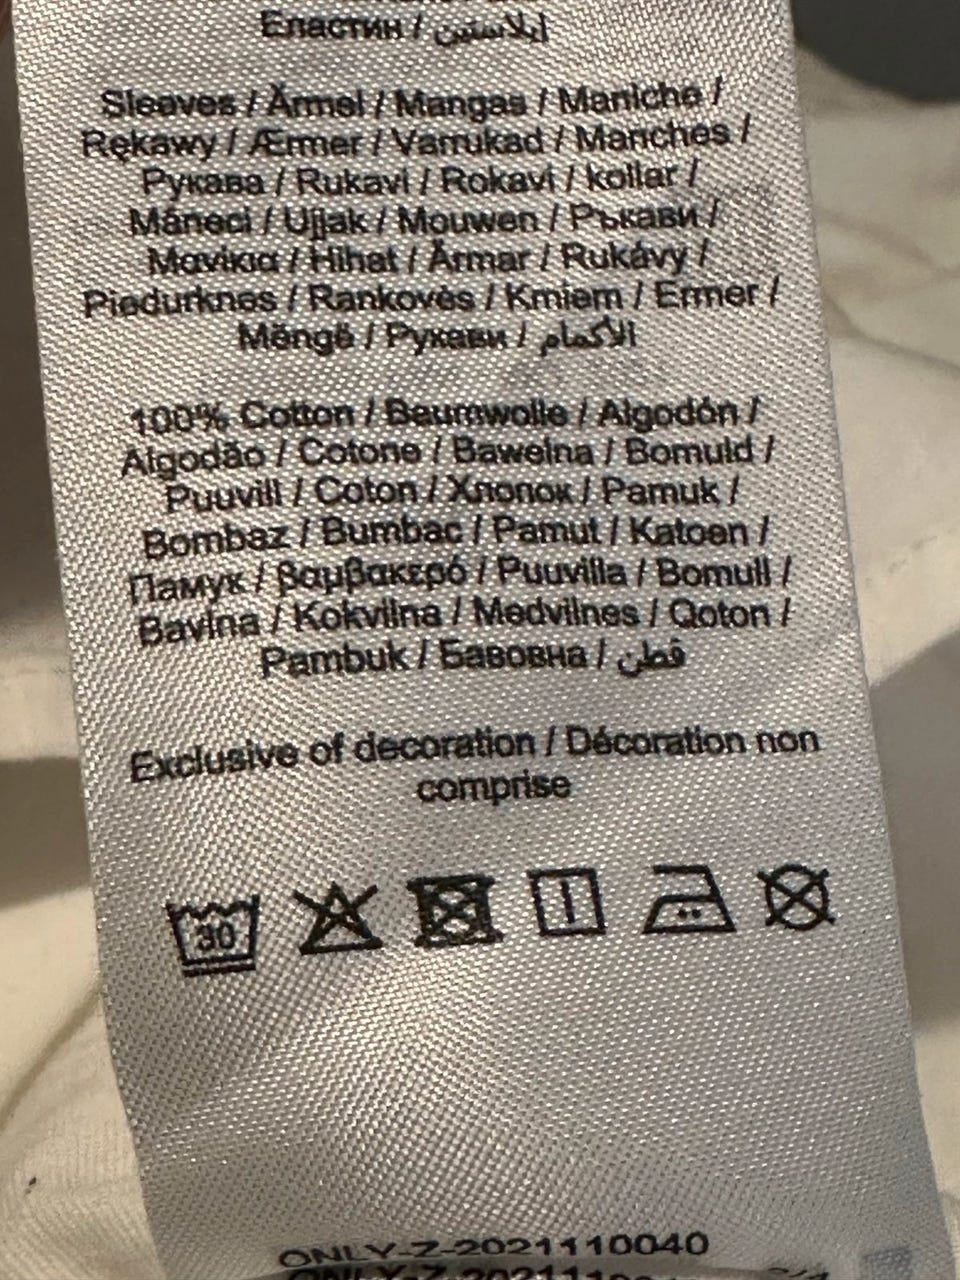 Еластин / إيلاستين
Sleeves / Ärmel / Mangas / Maniche /
Rękawy / Ærmer / Varrukad / Manches /
Рукава / Rukavi / Rokavi / kollar /
Mâneci / Ujjak / Mouwen / Ръкави /
Μανίκια / Hihat / Ärmar / Rukávy /
Piedurknes / Rankovės / Kmiem / Ermer /
Mëngë / Рукави / الأكمام
100% Cotton / Baumwolle / Algodón /
Algodão / Cotone / Bawełna / Bomuld /
Puuvill / Coton / Хлопок / Pamuk /
Bombaz / Bumbac / Pamut / Katoen /
Памук / βαμβακερό / Puuvilla / Bomull /
Bavlna / Kokvilna / Medvilnės / Qoton /
Pambuk / Бавовна / قطن
Exclusive of decoration / Décoration non
comprise
30
ONLY-Z-2021110040